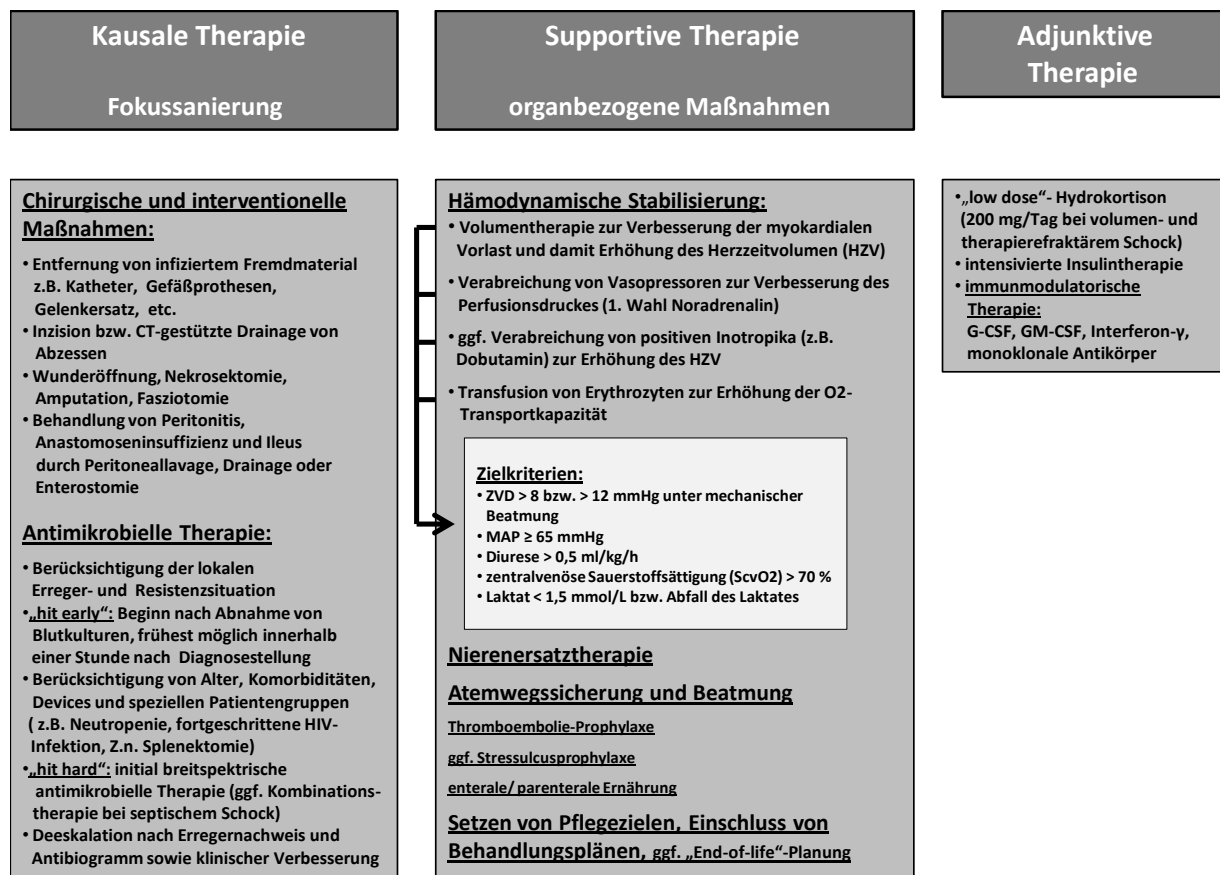 Kausale Therapie
Fokussanierung
Supportive Therapie
organbezogene Maßnahmen
Adjunktive
Therapie
Chirurgische und interventionelle
Maßnahmen:
• Entfernung von infiziertem Fremdmaterial
z.B. Katheter, Gefäßprothesen,
Gelenkersatz, etc.
• Inzision bzw. CT-gestützte Drainage von
Abzessen
• Wunderöffnung, Nekrosektomie,
Amputation, Fasziotomie
• Behandlung von Peritonitis,
Anastomoseninsuffizienz und Ileus
durch Peritoneallavage, Drainage oder
Enterostomie
Antimikrobielle Therapie:
• Berücksichtigung der lokalen
Erreger- und Resistenzsituation
• „hit early“: Beginn nach Abnahme von
Blutkulturen, frühest möglich innerhalb
einer Stunde nach Diagnosestellung
• Berücksichtigung von Alter, Komorbiditäten,
Devices und speziellen Patientengruppen
( z.B. Neutropenie, fortgeschrittene HIV-
Infektion, Z.n. Splenektomie)
• „hit hard“: initial breitspektrische
antimikrobielle Therapie (ggf. Kombinations-
therapie bei septischem Schock)
• Deeskalation nach Erregernachweis und
Antibiogramm sowie klinischer Verbesserung
Hämodynamische Stabilisierung:
• Volumentherapie zur Verbesserung der myokardialen
Vorlast und damit Erhöhung des Herzzeitvolumen (HZV)
• Verabreichung von Vasopressoren zur Verbesserung des
Perfusionsdruckes (1. Wahl Noradrenalin)
• ggf. Verabreichung von positiven Inotropika (z.B.
Dobutamin) zur Erhöhung des HZV
• Transfusion von Erythrozyten zur Erhöhung der O2-
Transportkapazität
Zielkriterien:
• ZVD > 8 bzw. > 12 mmHg unter mechanischer
Beatmung
• MAP ≥ 65 mmHg
• Diurese > 0,5 ml/kg/h
• zentralvenöse Sauerstoffsättigung (ScvO2) > 70 %
• Laktat < 1,5 mmol/L bzw. Abfall des Laktates
Nierenersatztherapie
Atemwegssicherung und Beatmung
Thromboembolie-Prophylaxe
ggf. Stressulcusprophylaxe
enterale/ parenterale Ernährung
Setzen von Pflegezielen, Einschluss von
Behandlungsplänen, ggf. „End-of-life“-Planung
• „low dose“- Hydrokortison
(200 mg/Tag bei volumen- und
therapierefraktärem Schock)
• intensivierte Insulintherapie
• immunmodulatorische
Therapie:
G-CSF, GM-CSF, Interferon-γ,
monoklonale Antikörper